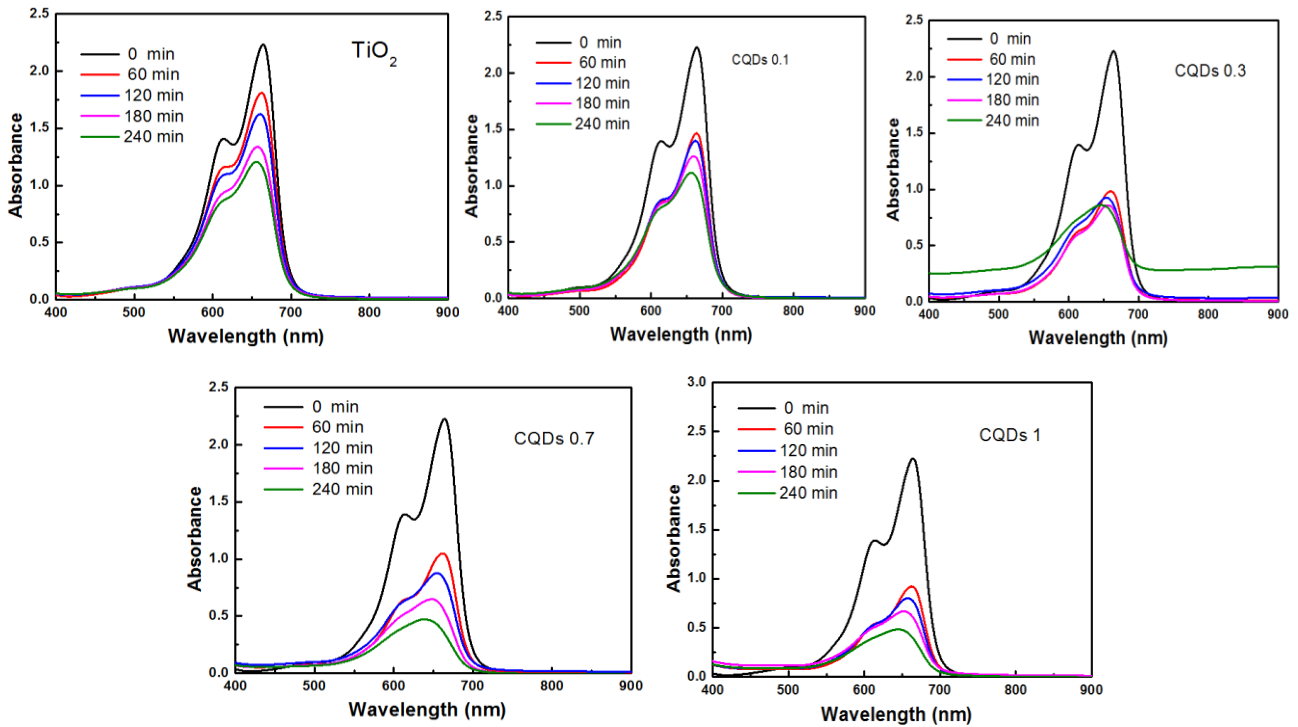 TiO2
0 min
60 min
120 min
180 min
240 min
2.5
2.0
1.5
1.0
0.5
0.0
Absorbance
400 500 600 700 800 900
Wavelength (nm)
CQDs 0.1
0 min
60 min
120 min
180 min
240 min
2.5
2.0
1.5
1.0
0.5
0.0
Absorbance
400 500 600 700 800 900
Wavelength (nm)
CQDs 0.3
0 min
60 min
120 min
180 min
240 min
2.5
2.0
1.5
1.0
0.5
0.0
Absorbance
400 500 600 700 800 900
Wavelength (nm)
CQDs 0.7
0 min
60 min
120 min
180 min
240 min
2.5
2.0
1.5
1.0
0.5
0.0
Absorbance
400 500 600 700 800 900
Wavelength (nm)
CQDs 1
0 min
60 min
120 min
180 min
240 min
3.0
2.5
2.0
1.5
1.0
0.5
0.0
Absorbance
400 500 600 700 800 900
Wavelength (nm)